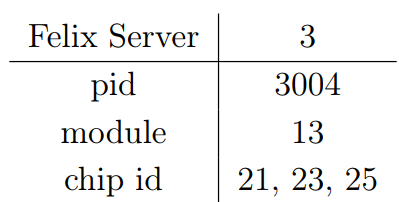 Felix Server 3
pid 3004
module 13
chip id 21, 23, 25